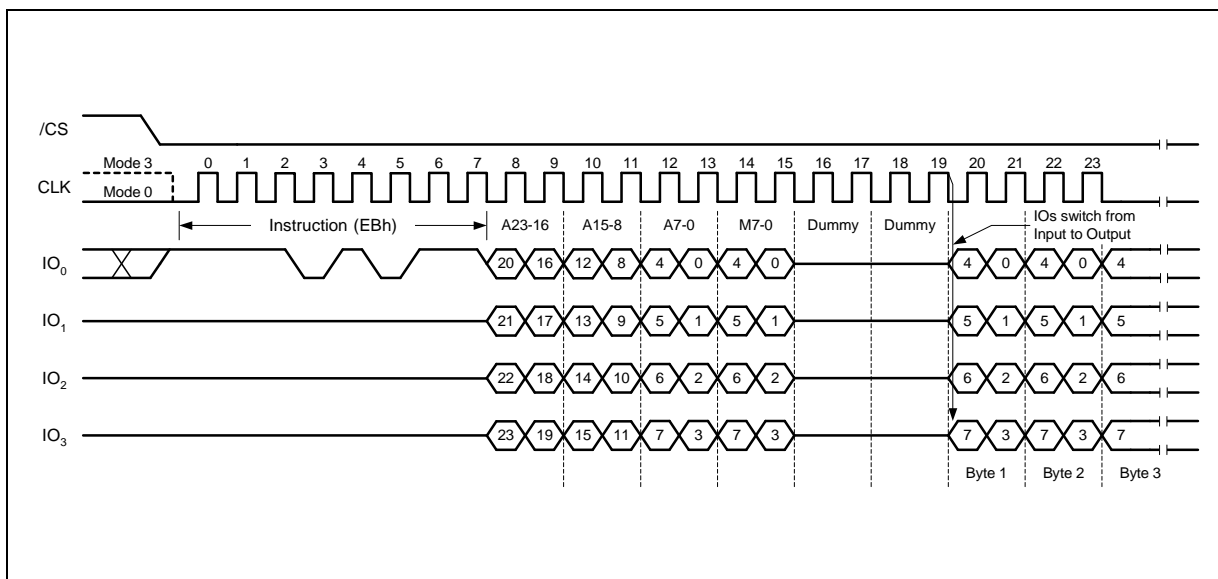 /CS
Mode 3
0 1 2 3 4 5 6 7 8 9 10 11 12 13 14 15 16 17 18 19 20 21 22 23
CLK
Mode 0
Instruction (EBh)
A23-16 A15-8 A7-0 M7-0 Dummy Dummy
IOs switch from
Input to Output
IO0 20 16 12 8 4 0 4 0 4 0 4 0 4
IO1 21 17 13 9 5 1 5 1 5 1 5 1 5
IO2 22 18 14 10 6 2 6 2 6 2 6 2 6
IO3 23 19 15 11 7 3 7 3 7 3 7 3 7
Byte 1 Byte 2 Byte 3